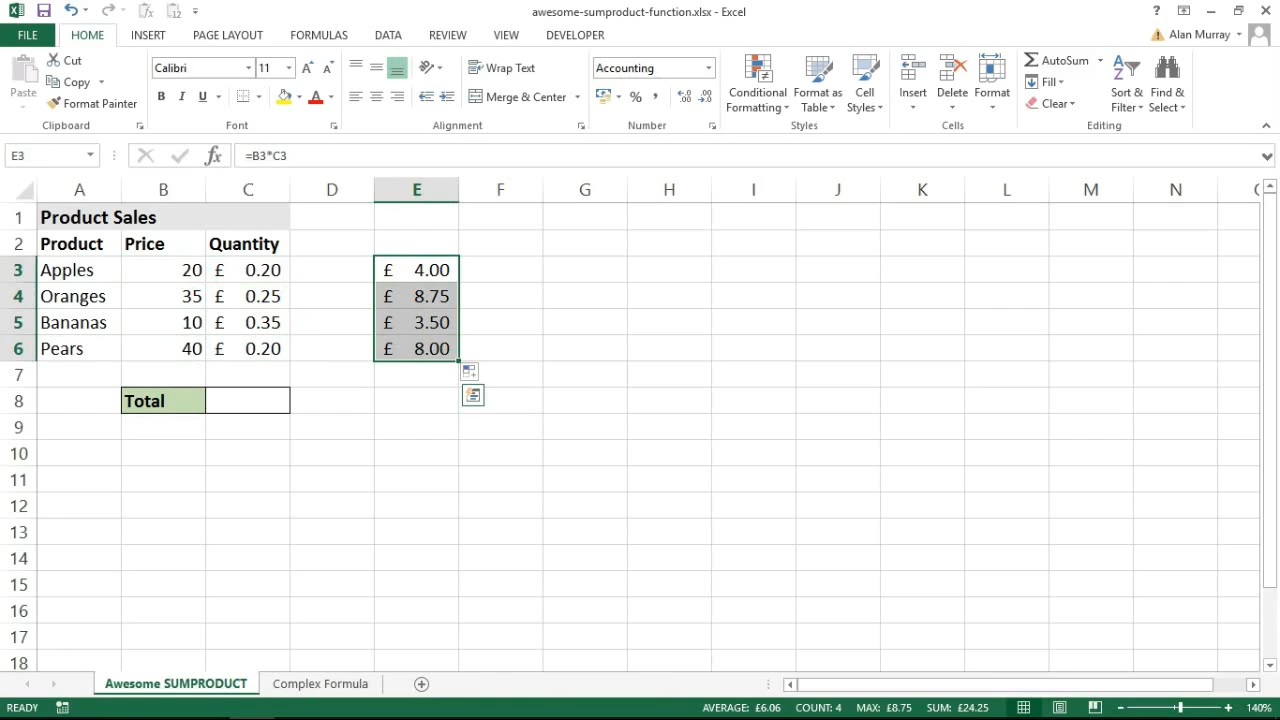 awesome-sumproduct-function.xlsx - Excel
?
FILE HOME INSERT PAGE LAYOUT FORMULAS DATA REVIEW VIEW DEVELOPER Alan Murray
Paste
Cut
Copy
Format Painter
Clipboard
Calibri 11
B I U
Font
Wrap Text
Merge & Center
Alignment
Accounting
%
Number
Conditional Formatting
Format as Table
Cell Styles
Styles
Insert Delete Format
Cells
AutoSum
Fill
Clear
Sort & Filter
Find & Select
Editing
E3 fx =B3*C3
A B C D E F G H I J K L M N
1 Product Sales
2 Product Price Quantity
3 Apples 20 £ 0.20 £ 4.00
4 Oranges 35 £ 0.25 £ 8.75
5 Bananas 10 £ 0.35 £ 3.50
6 Pears 40 £ 0.20 £ 8.00
7
8 Total
9
10
11
12
13
14
15
16
17
18
Awesome SUMPRODUCT Complex Formula
READY AVERAGE: £6.06 COUNT: 4 MAX: £8.75 SUM: £24.25 140%